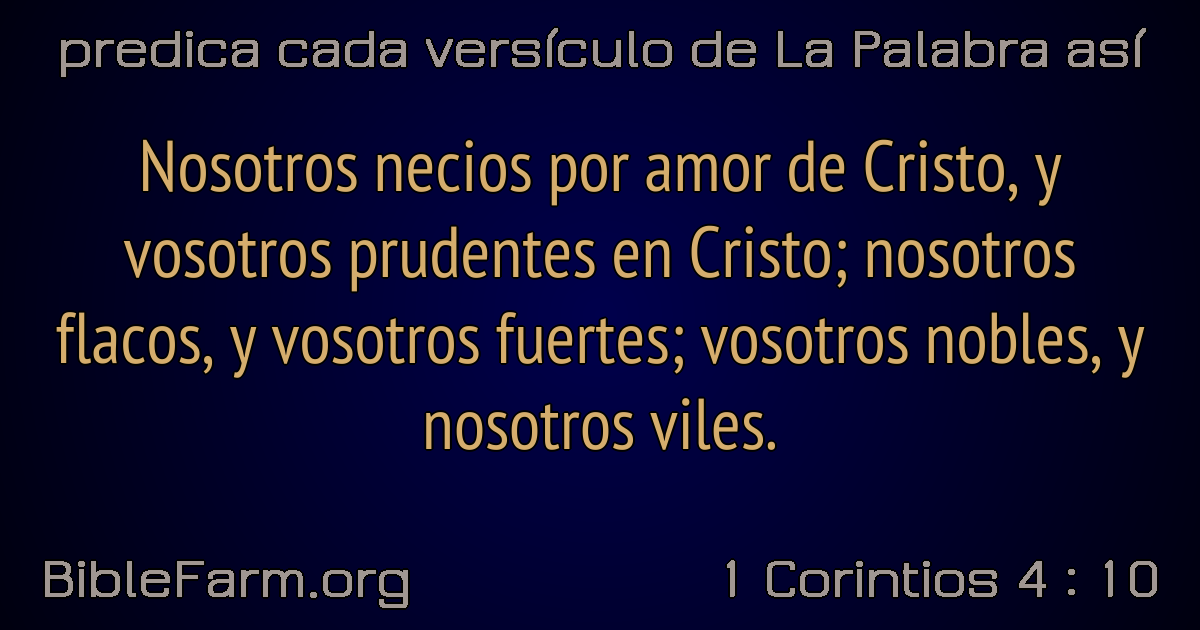 predica cada versículo de La Palabra así
Nosotros necios por amor de Cristo, y
vosotros prudentes en Cristo; nosotros
flacos, y vosotros fuertes; vosotros nobles, y
nosotros viles.
BibleFarm.org
1 Corintios 4 : 10